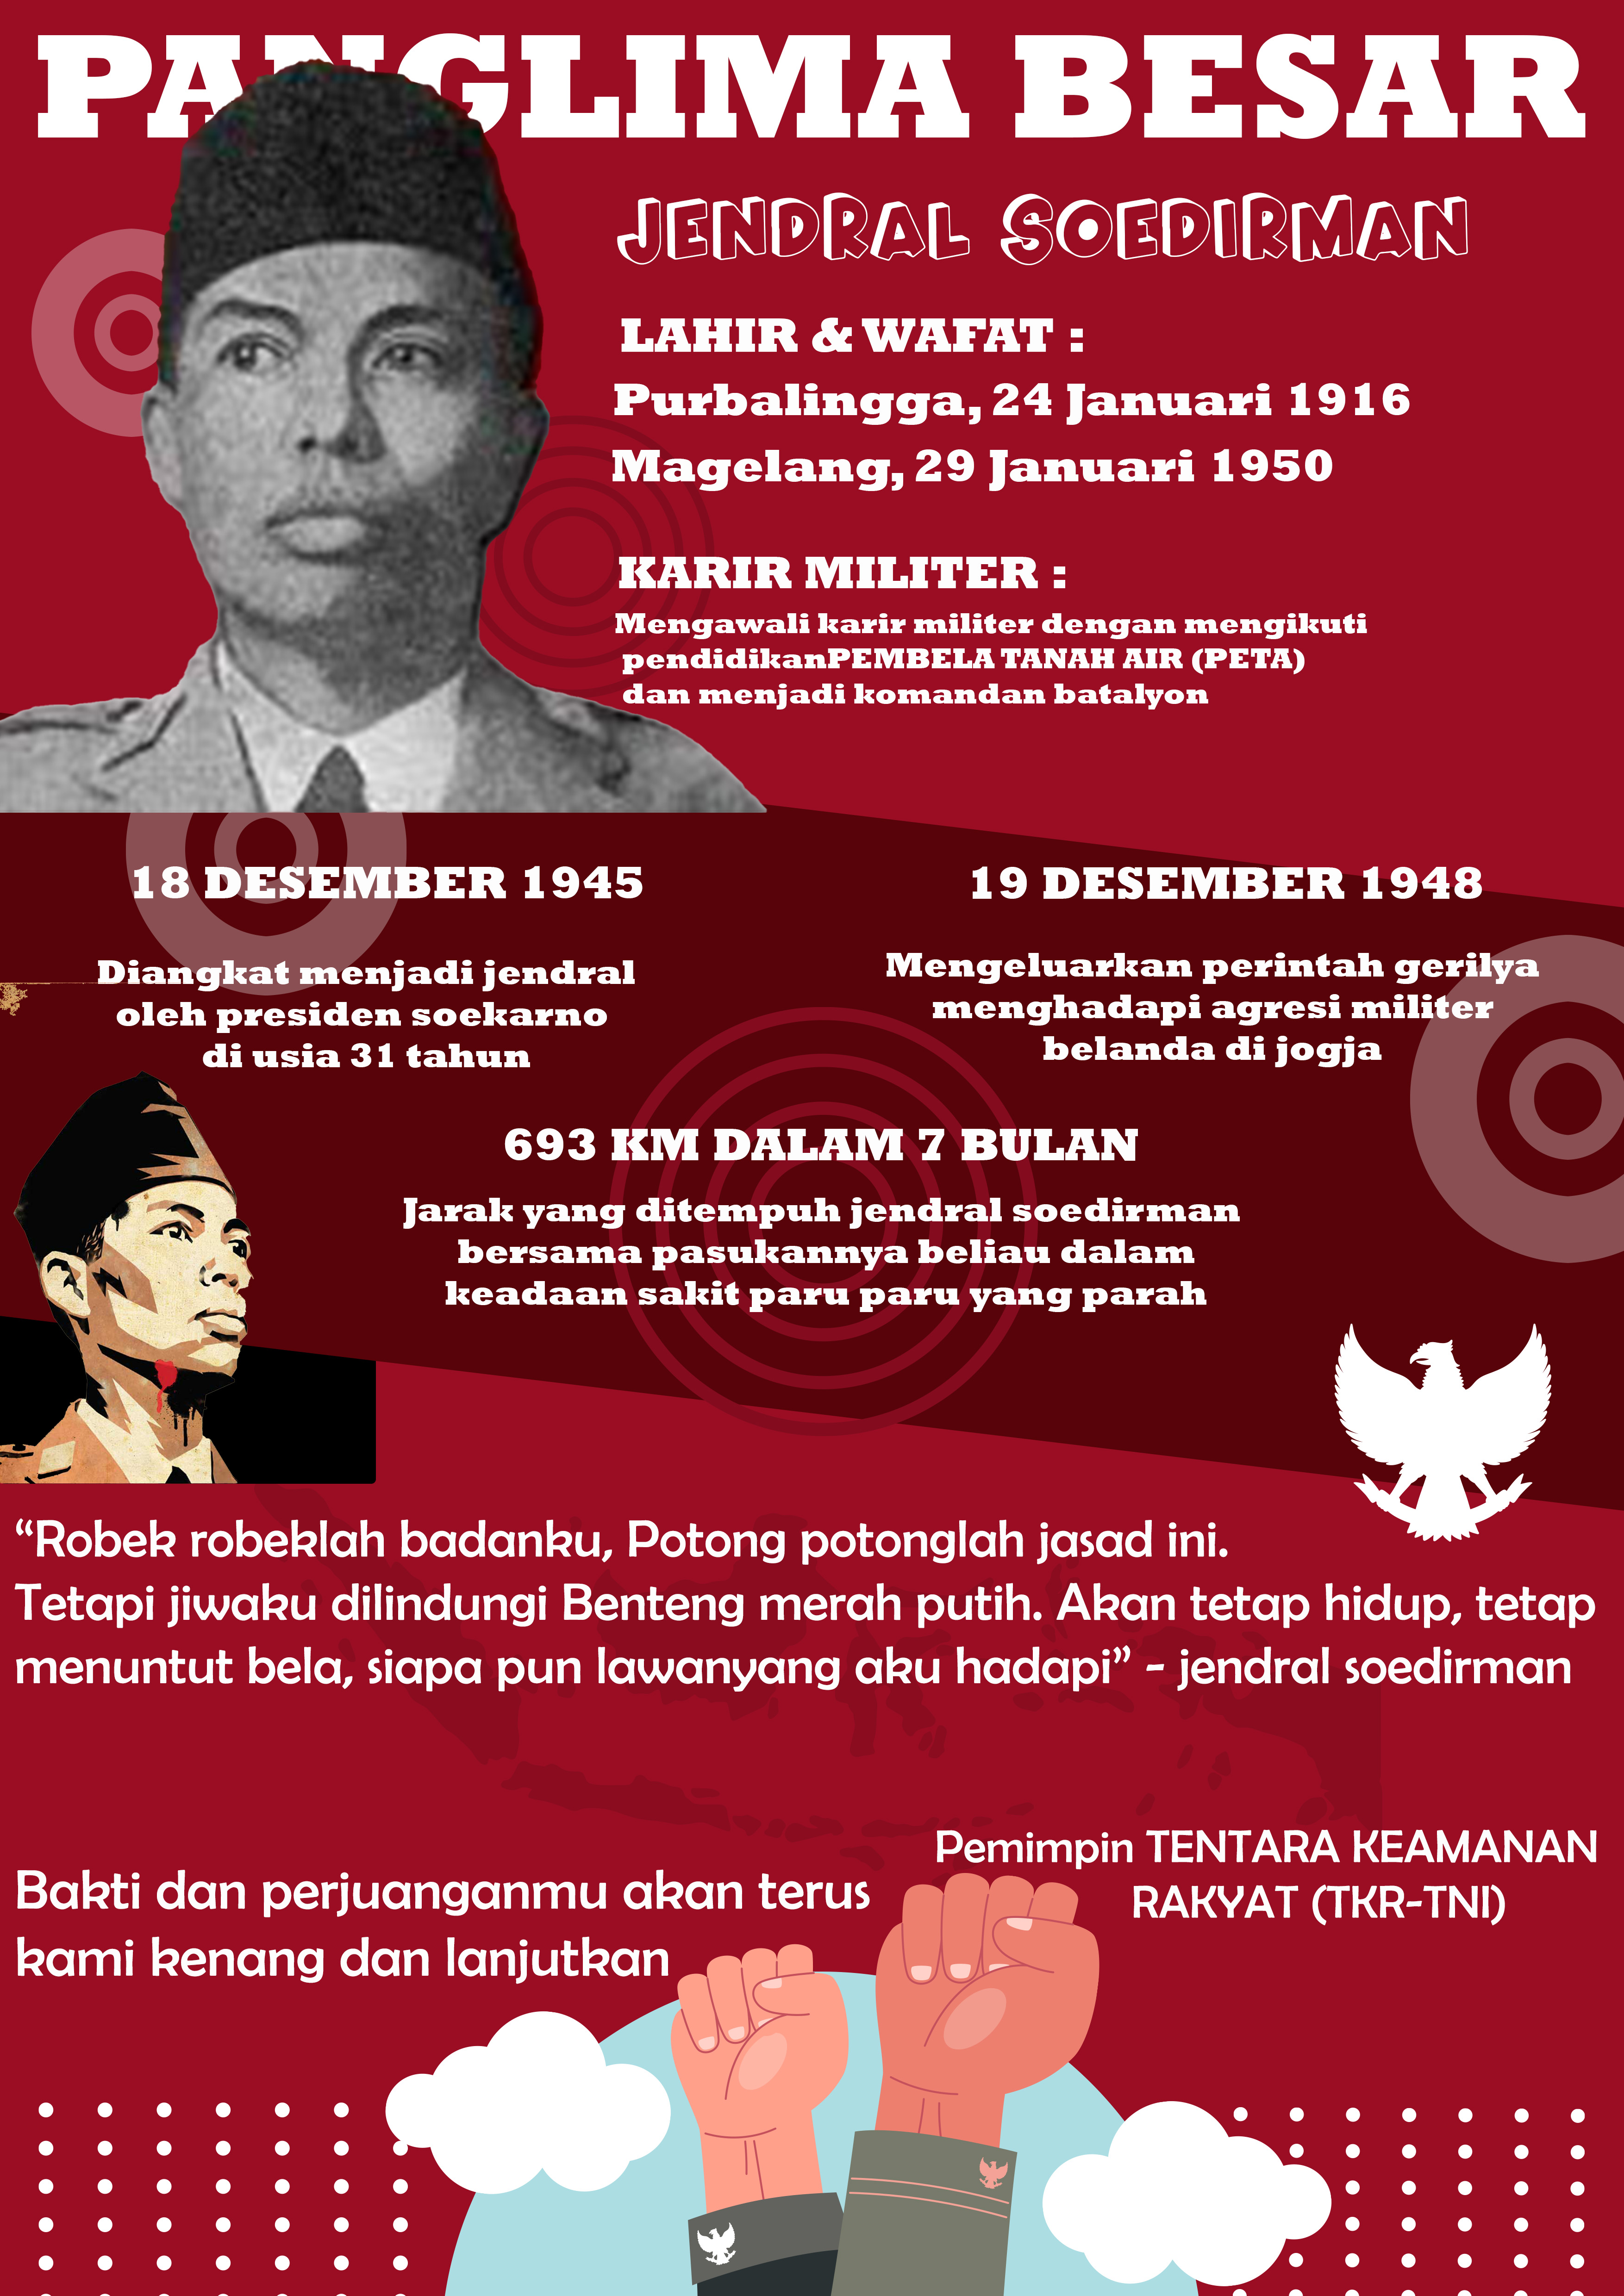 PANGLIMA BESAR
JENDRAL SOEDIRMAN
LAHIR & WAFAT :
Purbalingga, 24 Januari 1916
Magelang, 29 Januari 1950
KARIR MILITER :
Mengawali karir militer dengan mengikuti
pendidikanPEMBELA TANAH AIR (PETA)
dan menjadi komandan batalyon
18 DESEMBER 1945
Diangkat menjadi jendral
oleh presiden soekarno
di usia 31 tahun
19 DESEMBER 1948
Mengeluarkan perintah gerilya
menghadapi agresi militer
belanda di jogja
693 KM DALAM 7 BULAN
Jarak yang ditempuh jendral soedirman
bersama pasukannya beliau dalam
keadaan sakit paru paru yang parah
“Robek robeklah badanku, Potong potonglah jasad ini.
Tetapi jiwaku dilindungi Benteng merah putih. Akan tetap hidup, tetap
menuntut bela, siapa pun lawanyang aku hadapi” - jendral soedirman
Pemimpin TENTARA KEAMANAN
RAKYAT (TKR-TNI)
Bakti dan perjuanganmu akan terus
kami kenang dan lanjutkan